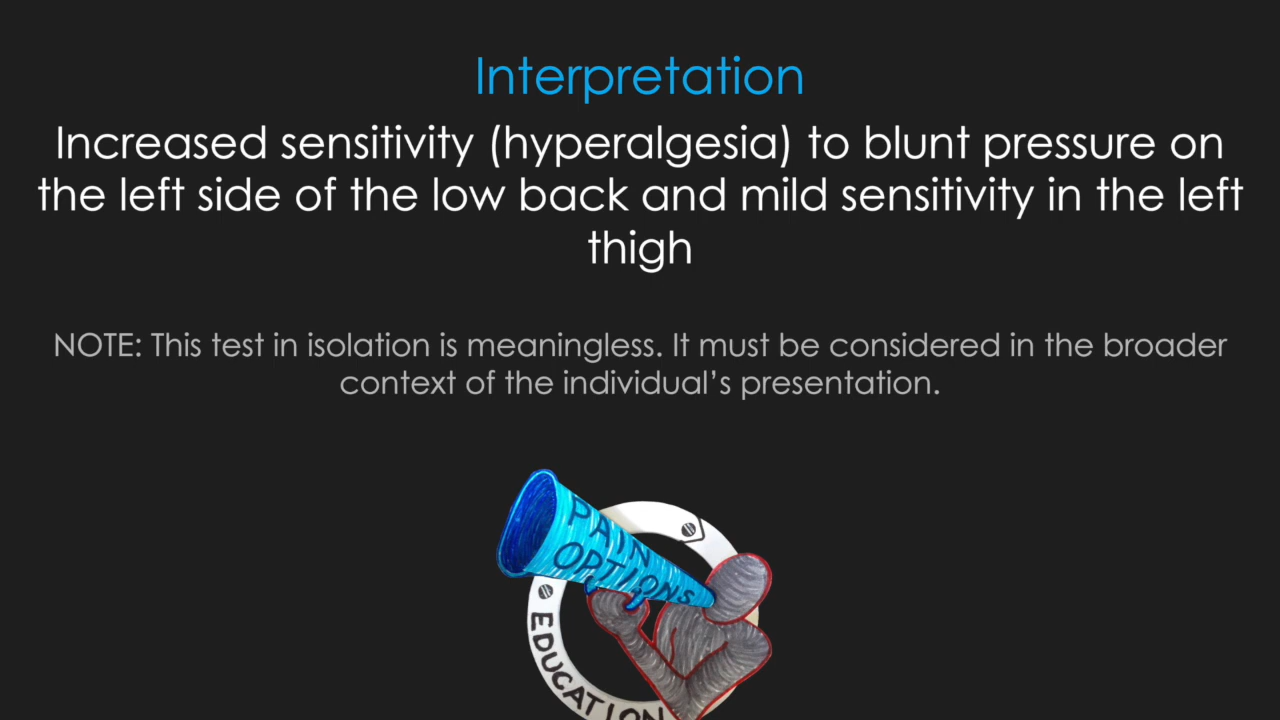 Interpretation
Increased sensitivity (hyperalgesia) to blunt pressure on
the left side of the low back and mild sensitivity in the left
thigh
NOTE: This test in isolation is meaningless. It must be considered in the broader
context of the individual’s presentation.
PAIN
OPTIONS
EDUCATION